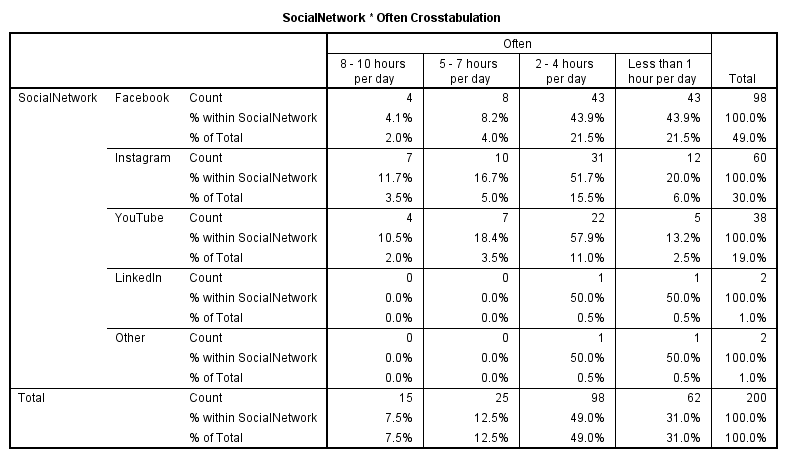 SocialNetwork * Often Crosstabulation
Often
8 - 10 hours per day 5 - 7 hours per day 2 - 4 hours per day Less than 1 hour per day Total
SocialNetwork Facebook Count 4 8 43 43 98
% within SocialNetwork 4.1% 8.2% 43.9% 43.9% 100.0%
% of Total 2.0% 4.0% 21.5% 21.5% 49.0%
Instagram Count 7 10 31 12 60
% within SocialNetwork 11.7% 16.7% 51.7% 20.0% 100.0%
% of Total 3.5% 5.0% 15.5% 6.0% 30.0%
YouTube Count 4 7 22 5 38
% within SocialNetwork 10.5% 18.4% 57.9% 13.2% 100.0%
% of Total 2.0% 3.5% 11.0% 2.5% 19.0%
LinkedIn Count 0 0 1 1 2
% within SocialNetwork 0.0% 0.0% 50.0% 50.0% 100.0%
% of Total 0.0% 0.0% 0.5% 0.5% 1.0%
Other Count 0 0 1 1 2
% within SocialNetwork 0.0% 0.0% 50.0% 50.0% 100.0%
% of Total 0.0% 0.0% 0.5% 0.5% 1.0%
Total Count 15 25 98 62 200
% within SocialNetwork 7.5% 12.5% 49.0% 31.0% 100.0%
% of Total 7.5% 12.5% 49.0% 31.0% 100.0%